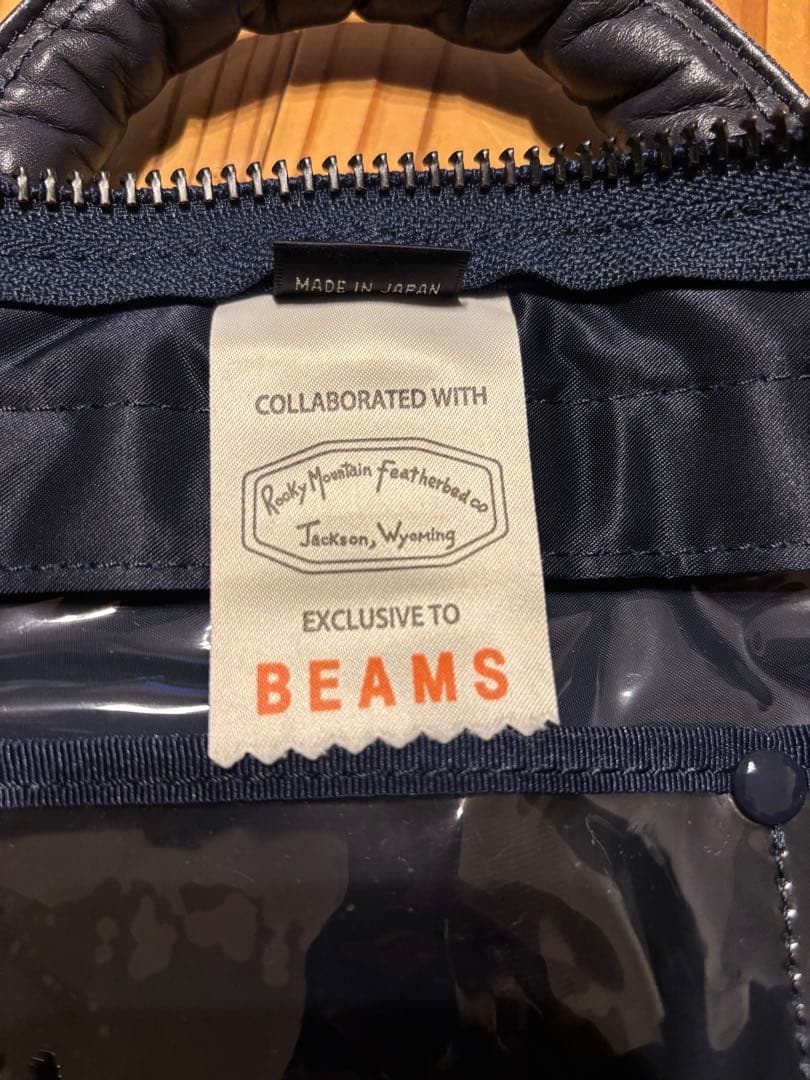 MADE IN JAPAN
COLLABORATED WITH
Rocky Mountain Featherbed co
Jackson, Wyoming
EXCLUSIVE TO
BEAMS